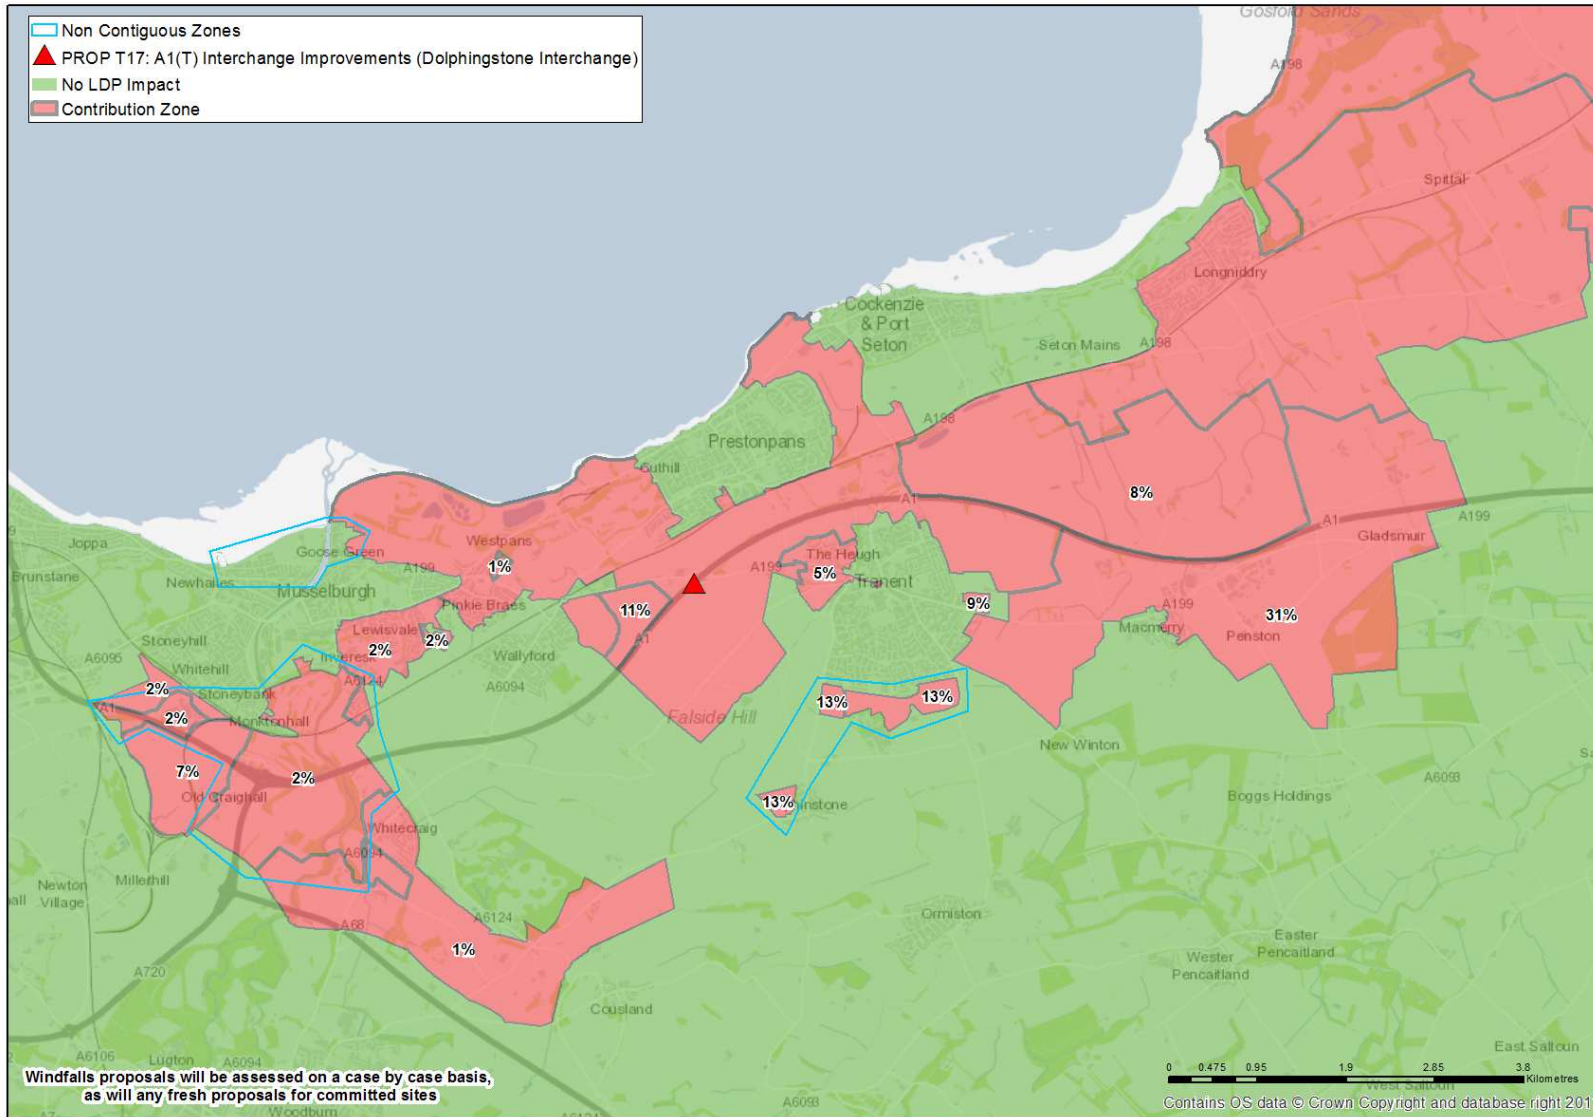 Non Contiguous Zones
PROP T17: A1(T) Interchange Improvements (Dolphingstone Interchange)
No LDP Impact
Contribution Zone
Gosford Sands
A198
Spittal
Longniddry
Cockenzie
& Port
Seton
Seton Mains
A198
A198
Prestonpans
Cuthill
8%
A1
A1
A199
Gladsmuir
Joppa
Goose Green
Westpans
Brunstane
Newhailes
A199
1%
A199
The Heugh
5%
Tranent
Musselburgh
Pinkie Braes
11%
9%
A199
Macmerry
Penston
31%
Stoneyhill
Lewisvale
2%
2%
A1
Wallyford
A6094
A6095
Whitehill
Inveresk
A6124
2%
Stoneybank
A1
2%
Monktonhall
13%
13%
Falside Hill
New Winton
7%
2%
A6093
Old Craighall
13%
Boggs Holdings
Whitecraig
A6094
Newton
Village
Millerhill
A68
A6124
Ormiston
1%
Easter
Pencaitland
Wester
Pencaitland
A720
Cousland
East Saltoun
A6106
Lugton
A6094
Windfalls proposals will be assessed on a case by case basis,
as will any fresh proposals for committed sites
Woodburn
A6093
0 0.475 0.95 1.9 2.85 3.8
Kilometres
West Saltoun
Contains OS data © Crown Copyright and database right 201